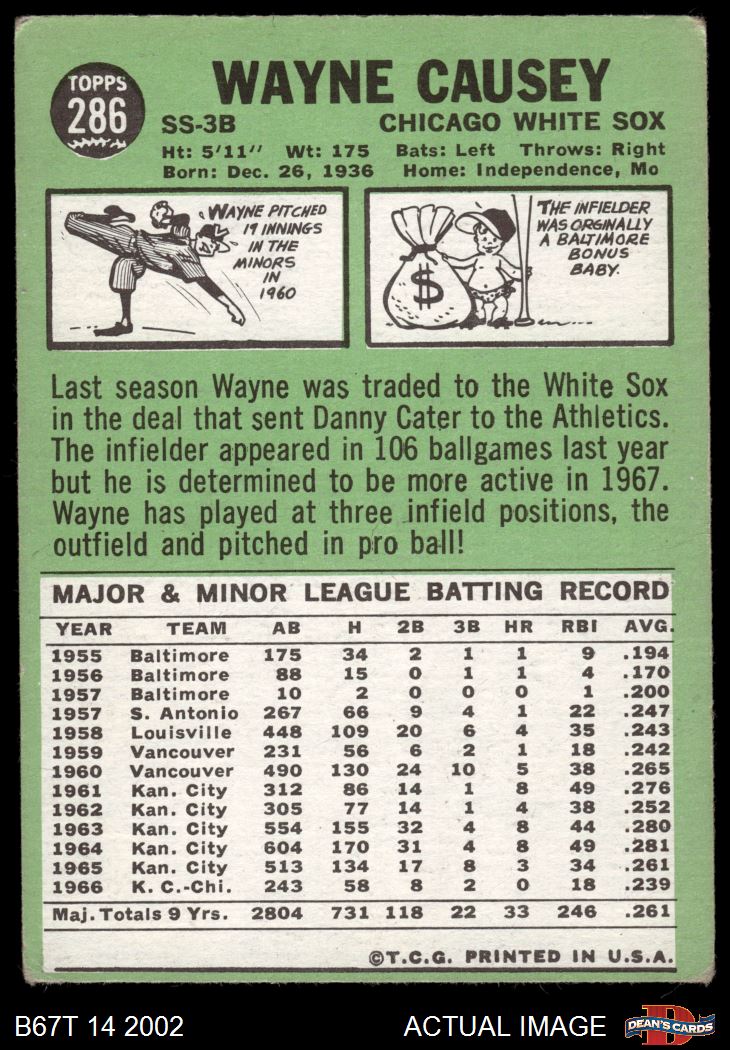 TOPPS
286
WAYNE CAUSEY
SS-3B CHICAGO WHITE SOX
Ht: 5'11" Wt: 175 Bats: Left Throws: Right
Born: Dec. 26, 1936 Home: Independence, Mo
WAYNE PITCHED
17 INNINGS
IN THE
MINORS
IN
1960
$
THE INFIELDER
WAS ORGINALLY
A BALTIMORE
BONUS
BABY.
Last season Wayne was traded to the White Sox
in the deal that sent Danny Cater to the Athletics.
The infielder appeared in 106 ballgames last year
but he is determined to be more active in 1967.
Wayne has played at three infield positions, the
outfield and pitched in pro ball!
MAJOR & MINOR LEAGUE BATTING RECORD
YEAR TEAM AB H 2B 3B HR RBI AVG.
1955 Baltimore 175 34 2 1 1 9 .194
1956 Baltimore 88 15 0 1 1 4 .170
1957 Baltimore 10 2 0 0 0 1 .200
1957 S. Antonio 267 66 9 4 1 22 .247
1958 Louisville 448 109 20 6 4 35 .243
1959 Vancouver 231 56 6 2 1 18 .242
1960 Vancouver 490 130 24 10 5 38 .265
1961 Kan. City 312 86 14 1 8 49 .276
1962 Kan. City 305 77 14 1 4 38 .252
1963 Kan. City 554 155 32 4 8 44 .280
1964 Kan. City 604 170 31 4 8 49 .281
1965 Kan. City 513 134 17 8 3 34 .261
1966 K. C.-Chi. 243 58 8 2 0 18 .239
Maj. Totals 9 Yrs. 2804 731 118 22 33 246 .261
©T.C.G. PRINTED IN U.S.A.
B67T 14 2002 ACTUAL IMAGE
D
DEAN'S CARDS